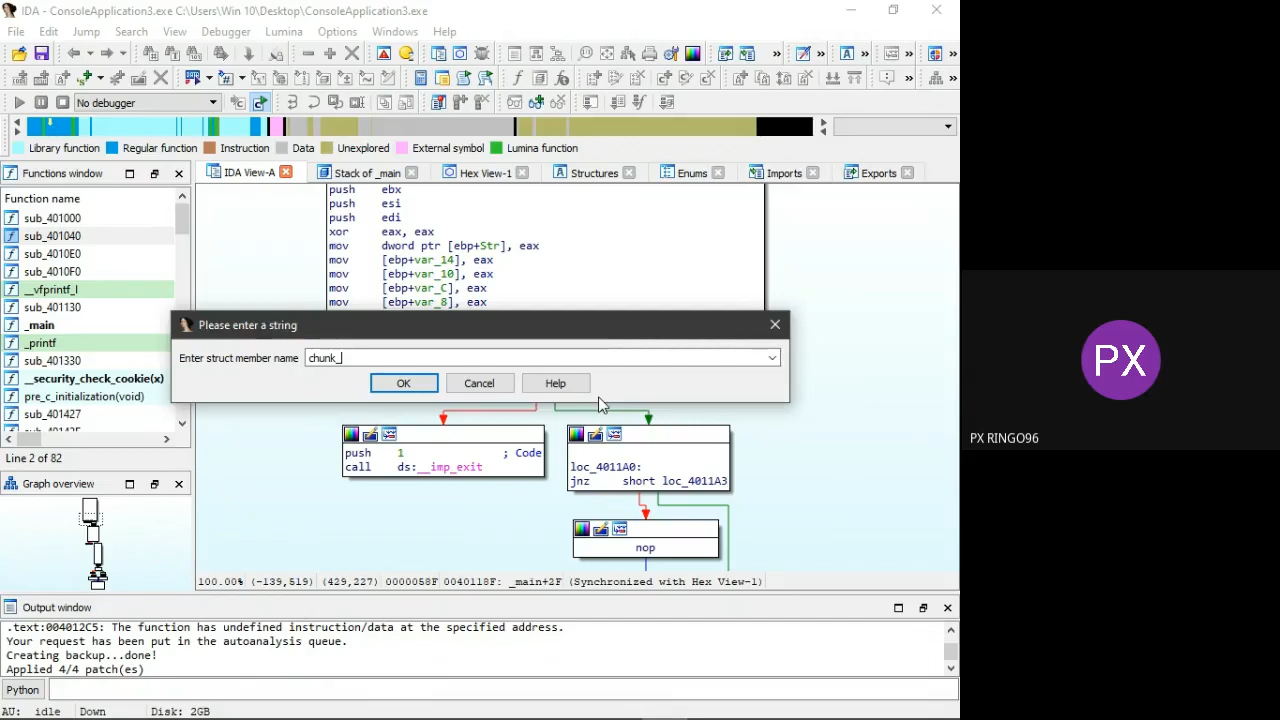 IDA - ConsoleApplication3.exe C:\Users\Win 10\Desktop\ConsoleApplication3.exe
File Edit Jump Search View Debugger Lumina Options Windows Help
No debugger
Library function Regular function Instruction Data Unexplored External symbol Lumina function
Functions window
IDA View-A Stack of _main Hex View-1 Structures Enums Imports Exports
Function name
sub_401000
sub_401040
sub_4010E0
sub_4010F0
__vfprintf_l
sub_401130
_main
_printf
sub_401330
__security_check_cookie(x)
pre_c_initialization(void)
sub_401427
Line 2 of 82
Graph overview
push ebx
push esi
push edi
xor eax, eax
mov dword ptr [ebp+Str], eax
mov [ebp+var_14], eax
mov [ebp+var_10], eax
mov [ebp+var_C], eax
mov [ebp+var_8], eax
Please enter a string
Enter struct member name chunk_
OK Cancel Help
push 1 ; Code
call ds:__imp_exit
loc_4011A0:
jnz short loc_4011A3
nop
100.00% (-139,519) (429,227) 0000058F 0040118F: _main+2F (Synchronized with Hex View-1)
Output window
.text:004012C5: The function has undefined instruction/data at the specified address.
Your request has been put in the autoanalysis queue.
Creating backup...done!
Applied 4/4 patch(es)
Python
AU: idle Down Disk: 2GB
PX
PX RINGO96